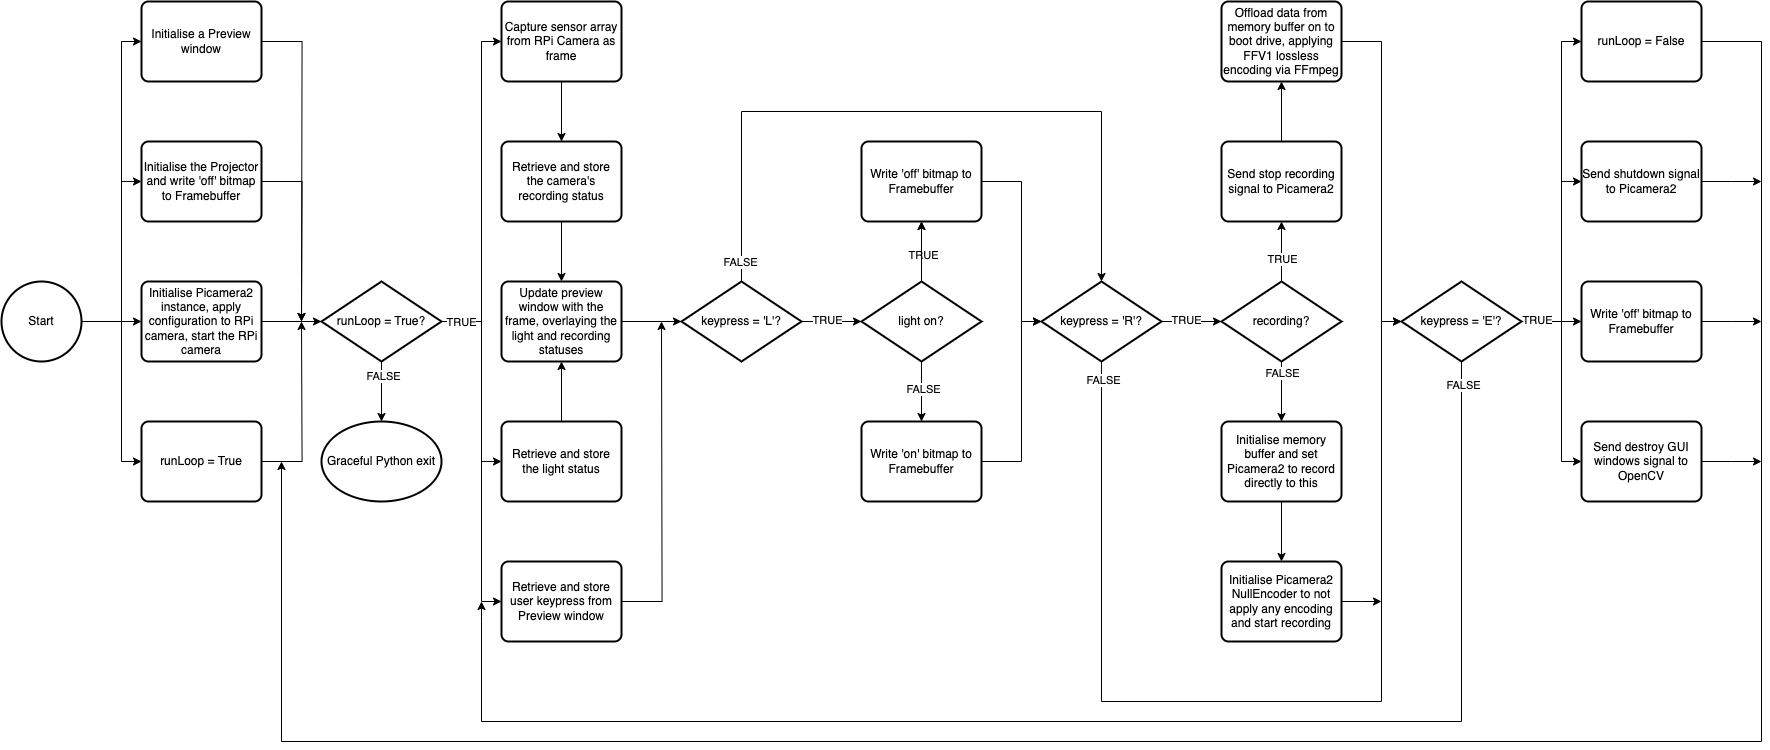 Start
Initialise a Preview
window
Initialise the Projector
and write 'off' bitmap
to Framebuffer
Initialise Picamera2
instance, apply
configuration to RPi
camera, start the RPi
camera
runLoop = True
runLoop = True?
TRUE
FALSE
Graceful Python exit
Capture sensor array
from RPi Camera as
frame
Retrieve and store
the camera's
recording status
Update preview
window with the
frame, overlaying the
light and recording
statuses
Retrieve and store
the light status
Retrieve and store
user keypress from
Preview window
keypress = 'L'?
FALSE
TRUE
Write 'off' bitmap to
Framebuffer
TRUE
light on?
FALSE
Write 'on' bitmap to
Framebuffer
keypress = 'R'?
TRUE
FALSE
Offload data from
memory buffer on to
boot drive, applying
FFV1 lossless
encoding via FFmpeg
Send stop recording
signal to Picamera2
TRUE
recording?
FALSE
Initialise memory
buffer and set
Picamera2 to record
directly to this
Initialise Picamera2
NullEncoder to not
apply any encoding
and start recording
keypress = 'E'?
TRUE
FALSE
runLoop = False
Send shutdown signal
to Picamera2
Write 'off' bitmap to
Framebuffer
Send destroy GUI
windows signal to
OpenCV